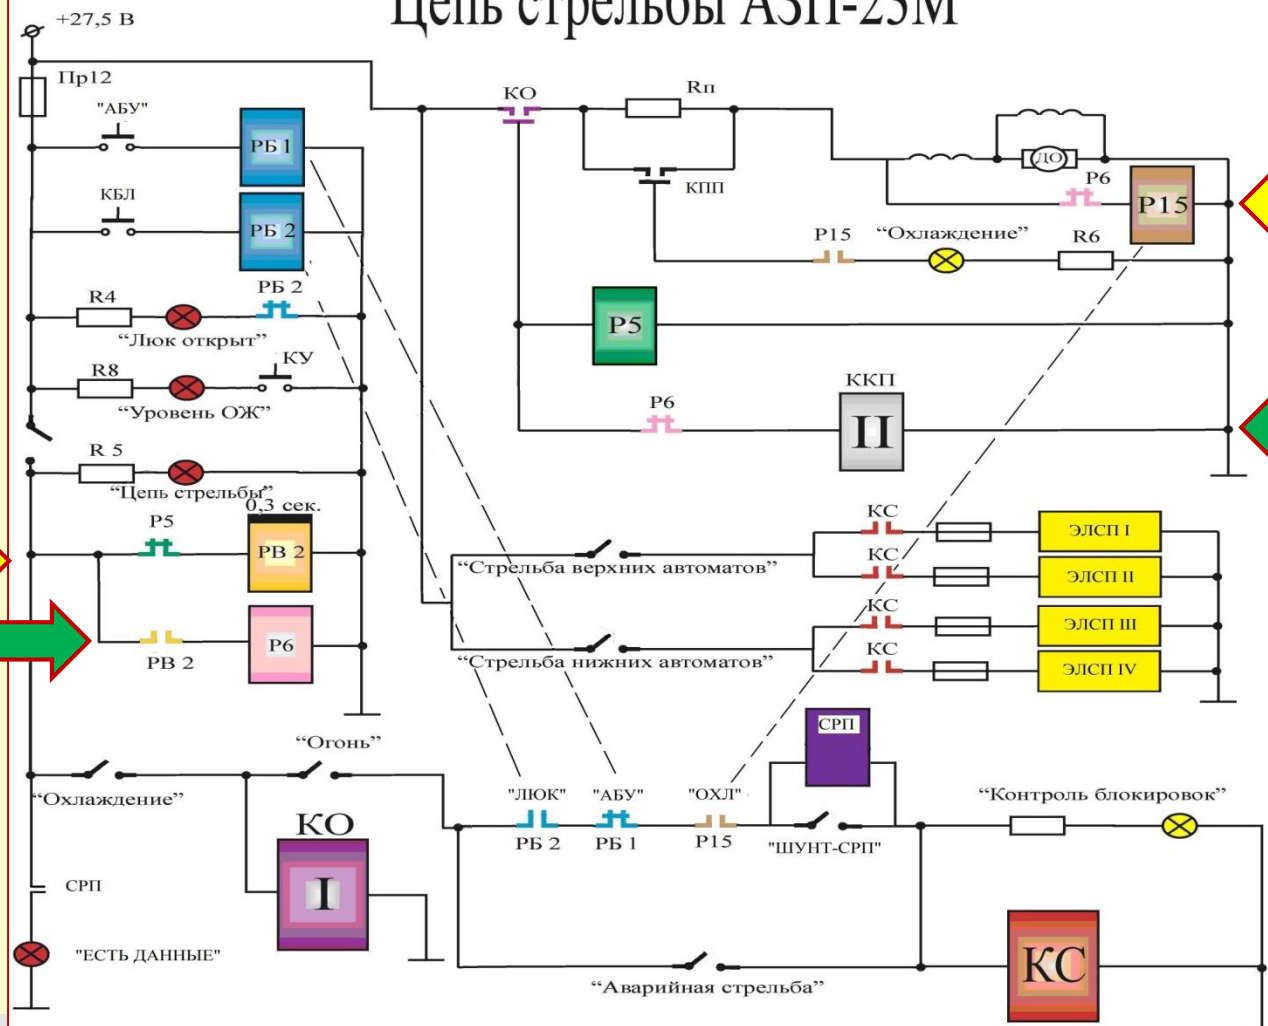 Цепь стрельбы АЗП-23М
+27,5 В
Пр12
"АБУ"
РБ 1
КБЛ
РБ 2
R4
РБ 2
“Люк открыт”
R8
КУ
“Уровень ОЖ”
R 5
“Цепь стрельбы”
0,3 сек.
Р5
РВ 2
РВ 2
Р6
КО
Rп
КПП
ДО
Р6
Р15
Р15
“Охлаждение”
R6
Р5
Р6
ККП
II
КС
ЭЛСП I
“Стрельба верхних автоматов”
КС
ЭЛСП II
КС
ЭЛСП III
“Стрельба нижних автоматов”
КС
ЭЛСП IV
СРП
“Огонь”
“Охлаждение”
КО
I
"ЛЮК"
"АБУ"
"ОХЛ"
РБ 2
РБ 1
Р15
"ШУНТ-СРП"
“Контроль блокировок”
СРП
"ЕСТЬ ДАННЫЕ"
“Аварийная стрельба”
КС